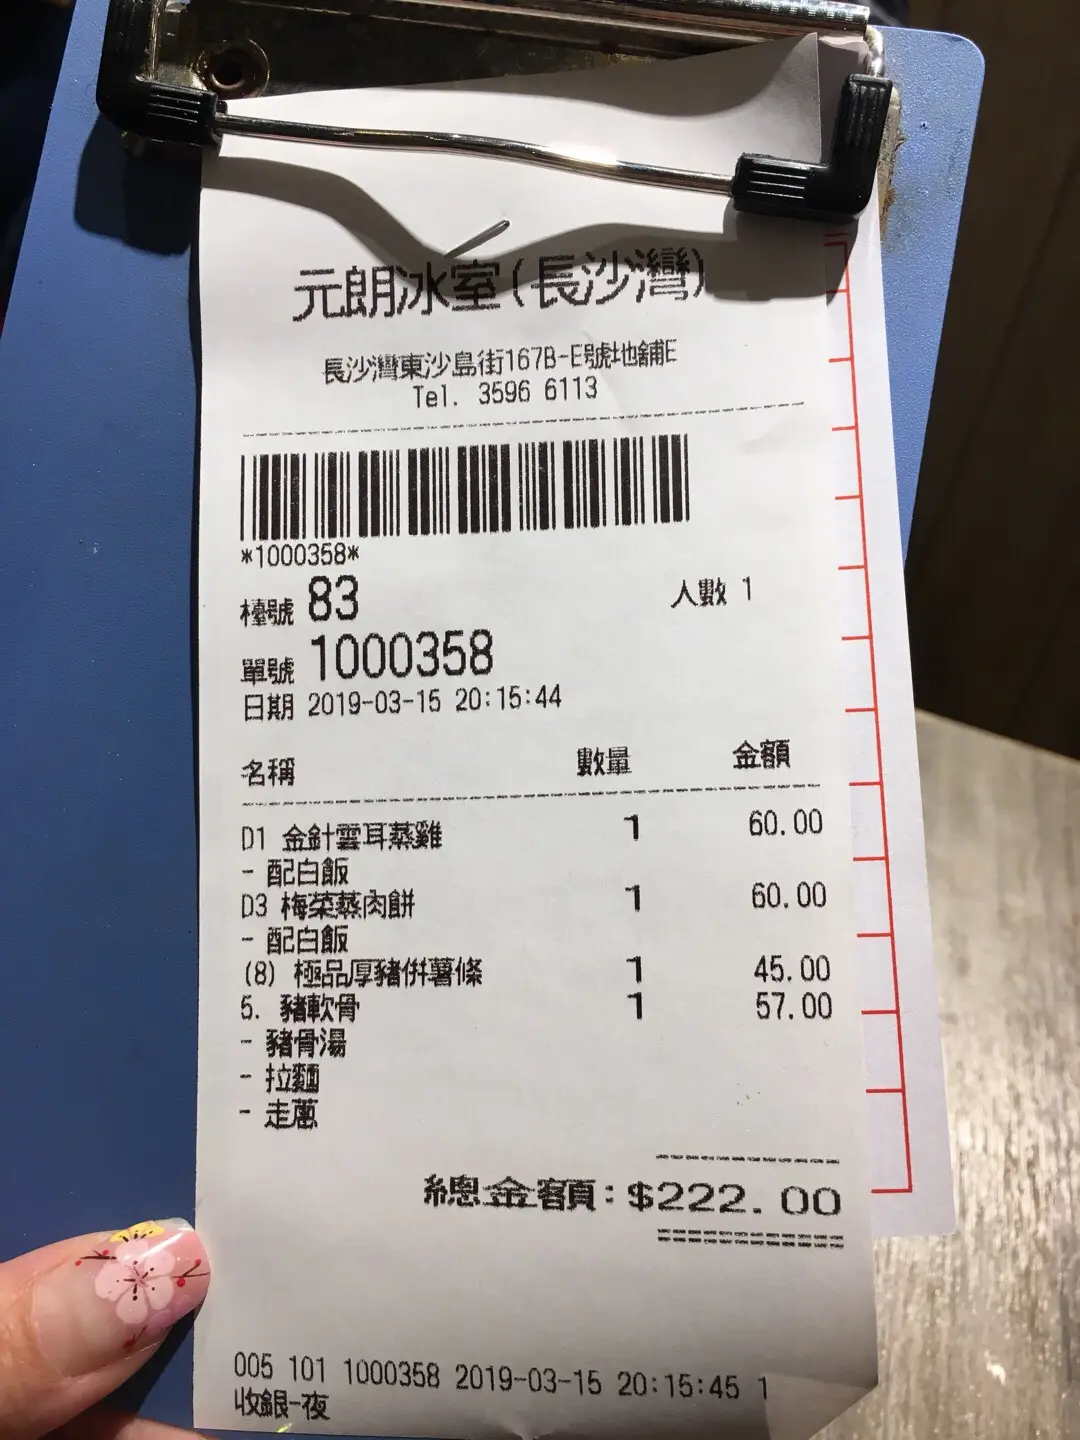 元朗冰室(長沙灣)
長沙灣東沙島街167B-E號地舖E
Tel. 3596 6113
*1000358*
檯號 83 人數 1
單號 1000358
日期 2019-03-15 20:15:44
名稱 數量 金額
D1 金針雲耳蒸雞 1 60.00
- 配白飯
D3 梅菜蒸肉餅 1 60.00
- 配白飯
(8) 極品厚豬併薯條 1 45.00
5. 豬軟骨 1 57.00
- 豬骨湯
- 拉麵
- 走蔥
總金額:$222.00
005 101 1000358 2019-03-15 20:15:45 1
收銀-夜